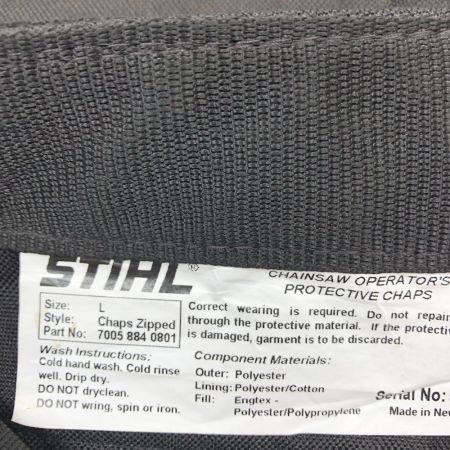 STIHL®
CHAINSAW OPERATOR'S
PROTECTIVE CHAPS
Size: L
Style: Chaps Zipped
Part No: 7005 884 0801
Correct wearing is required. Do not repair
through the protective material. If the protective
is damaged, garment is to be discarded.
Wash Instructions:
Cold hand wash. Cold rinse
well. Drip dry.
DO NOT dryclean.
DO NOT wring, spin or iron.
Component Materials:
Outer: Polyester
Lining: Polyester/Cotton
Fill: Engtex -
Polyester/Polypropylene
Serial No:
Made in New